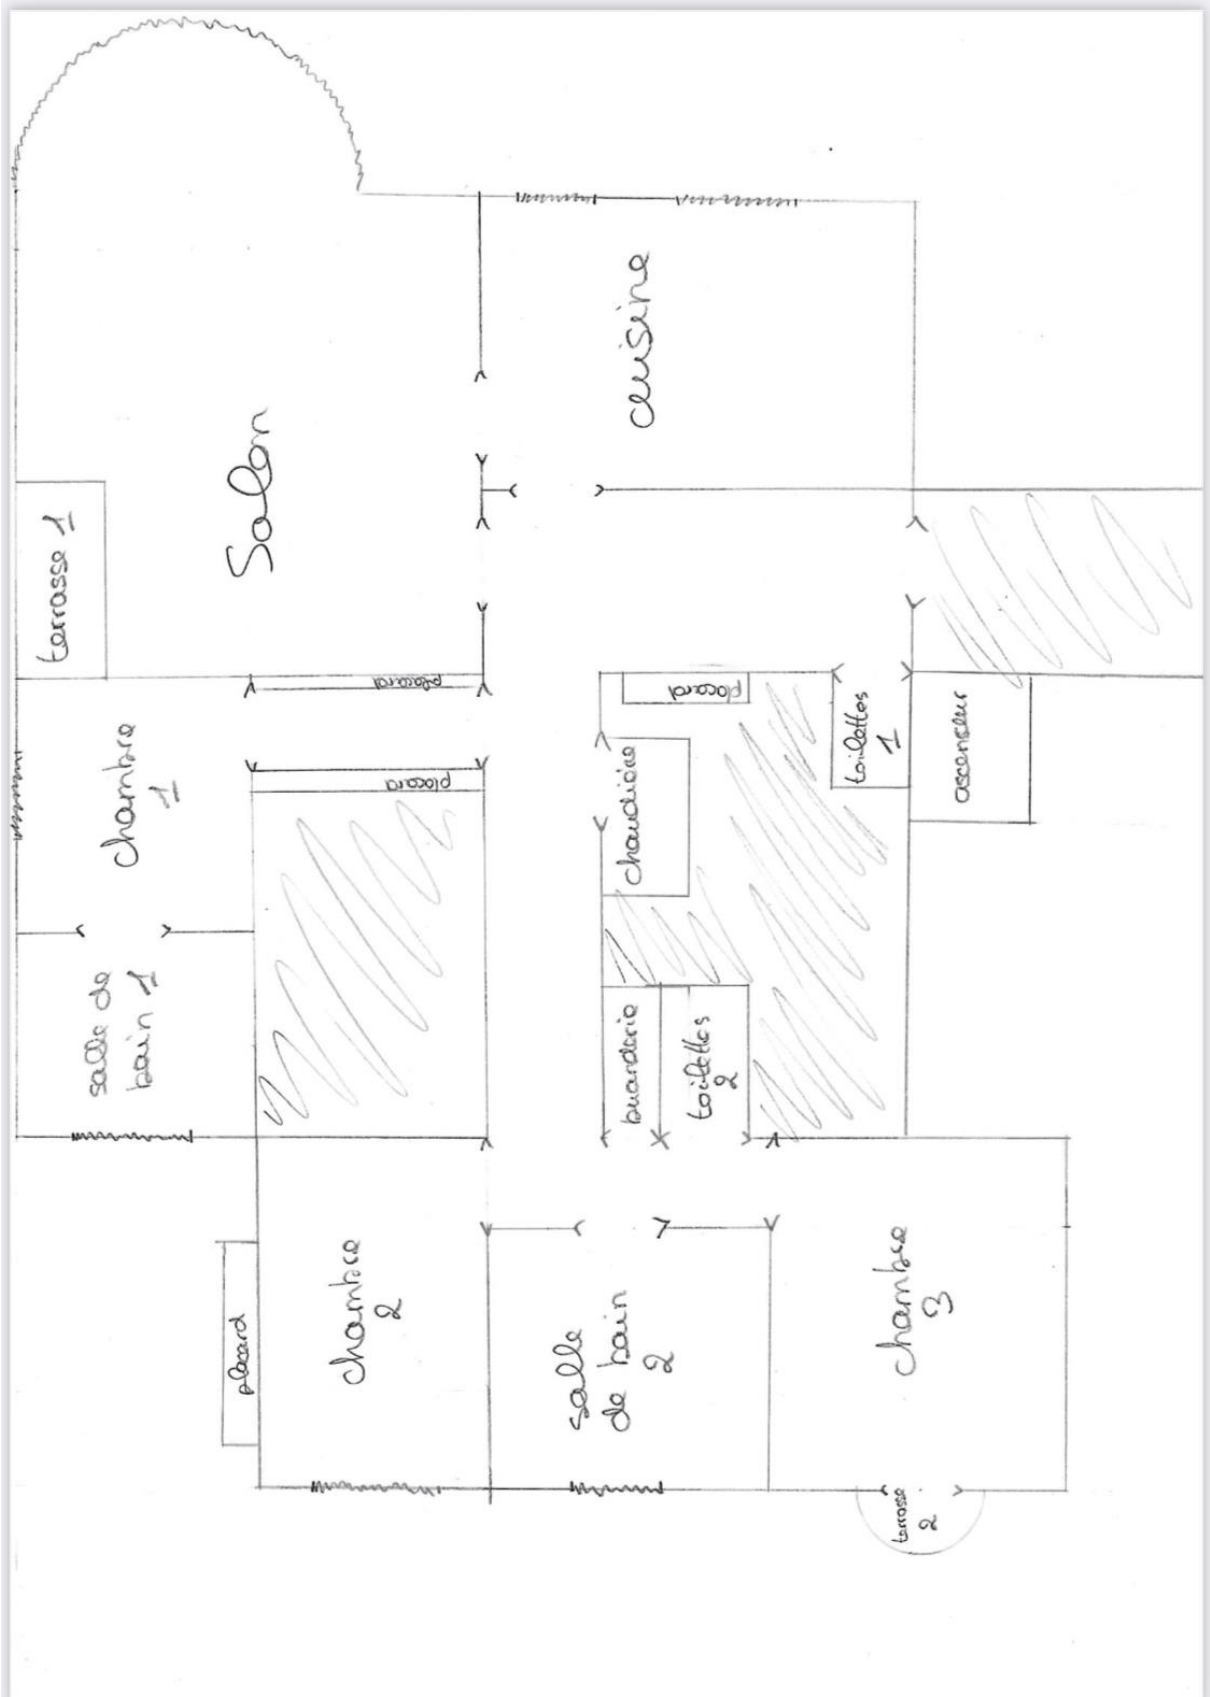 Salon
cuisine
terrasse 1
placard
placard
chambre
1
salle de
bain 1
placard
chaudière
toilettes
1
ascenseur
buanderie
toilettes
2
placard
chambre
2
salle
de bain
2
chambre
3
terrasse
2